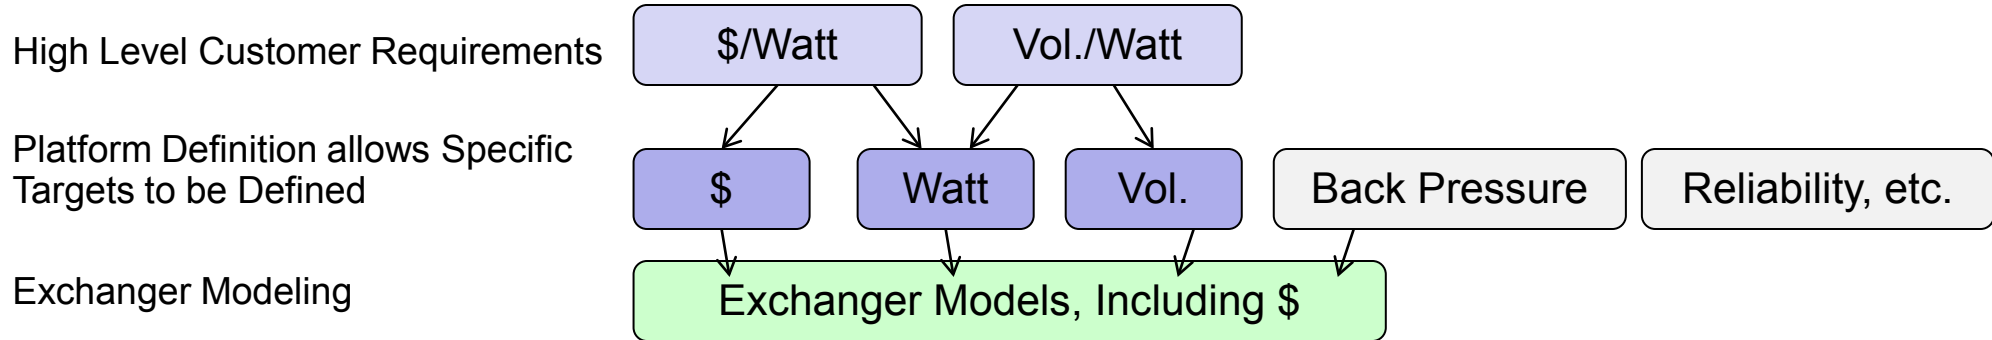 High Level Customer Requirements
$/Watt
Vol./Watt
Platform Definition allows Specific
Targets to be Defined
$
Watt
Vol.
Back Pressure
Reliability, etc.
Exchanger Modeling
Exchanger Models, Including $